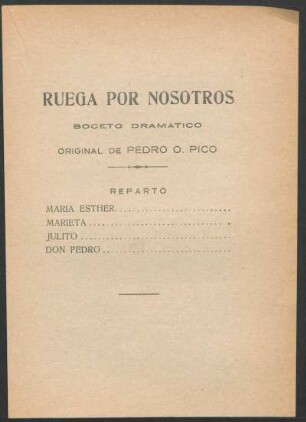 RUEGA POR NOSOTROS
BOCETO DRAMATICO
ORIGINAL DE PEDRO O. PICO
REPARTO
MARIA ESTHER..........................
MARIETA................................
JULITO..................................
DON PEDRO.............................